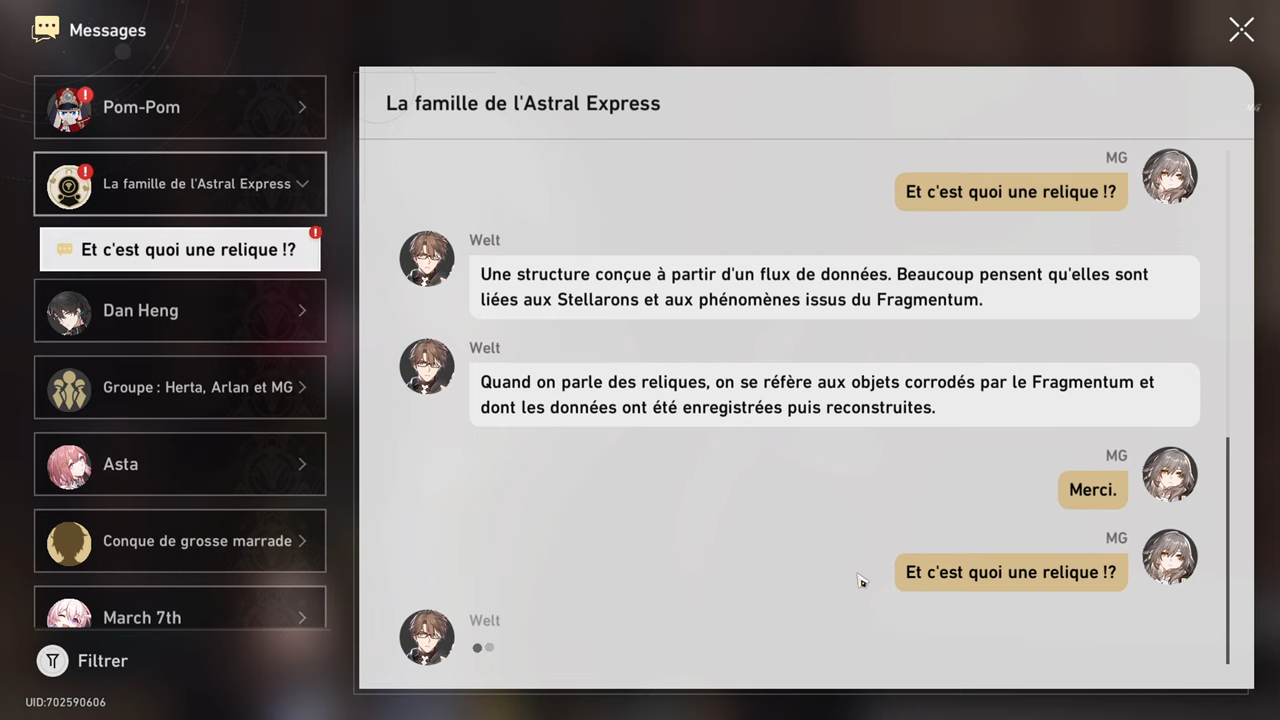 Messages
Pom-Pom
La famille de l'Astral Express
Et c'est quoi une relique !?
Dan Heng
Groupe : Herta, Arlan et MG
Asta
Conque de grosse marrade
March 7th
Filtrer
UID:702590606
La famille de l'Astral Express
MG
MG
Et c'est quoi une relique !?
Welt
Une structure conçue à partir d'un flux de données. Beaucoup pensent qu'elles sont
liées aux Stellarons et aux phénomènes issus du Fragmentum.
Welt
Quand on parle des reliques, on se réfère aux objets corrodés par le Fragmentum et
dont les données ont été enregistrées puis reconstruites.
MG
Merci.
MG
Et c'est quoi une relique !?
Welt